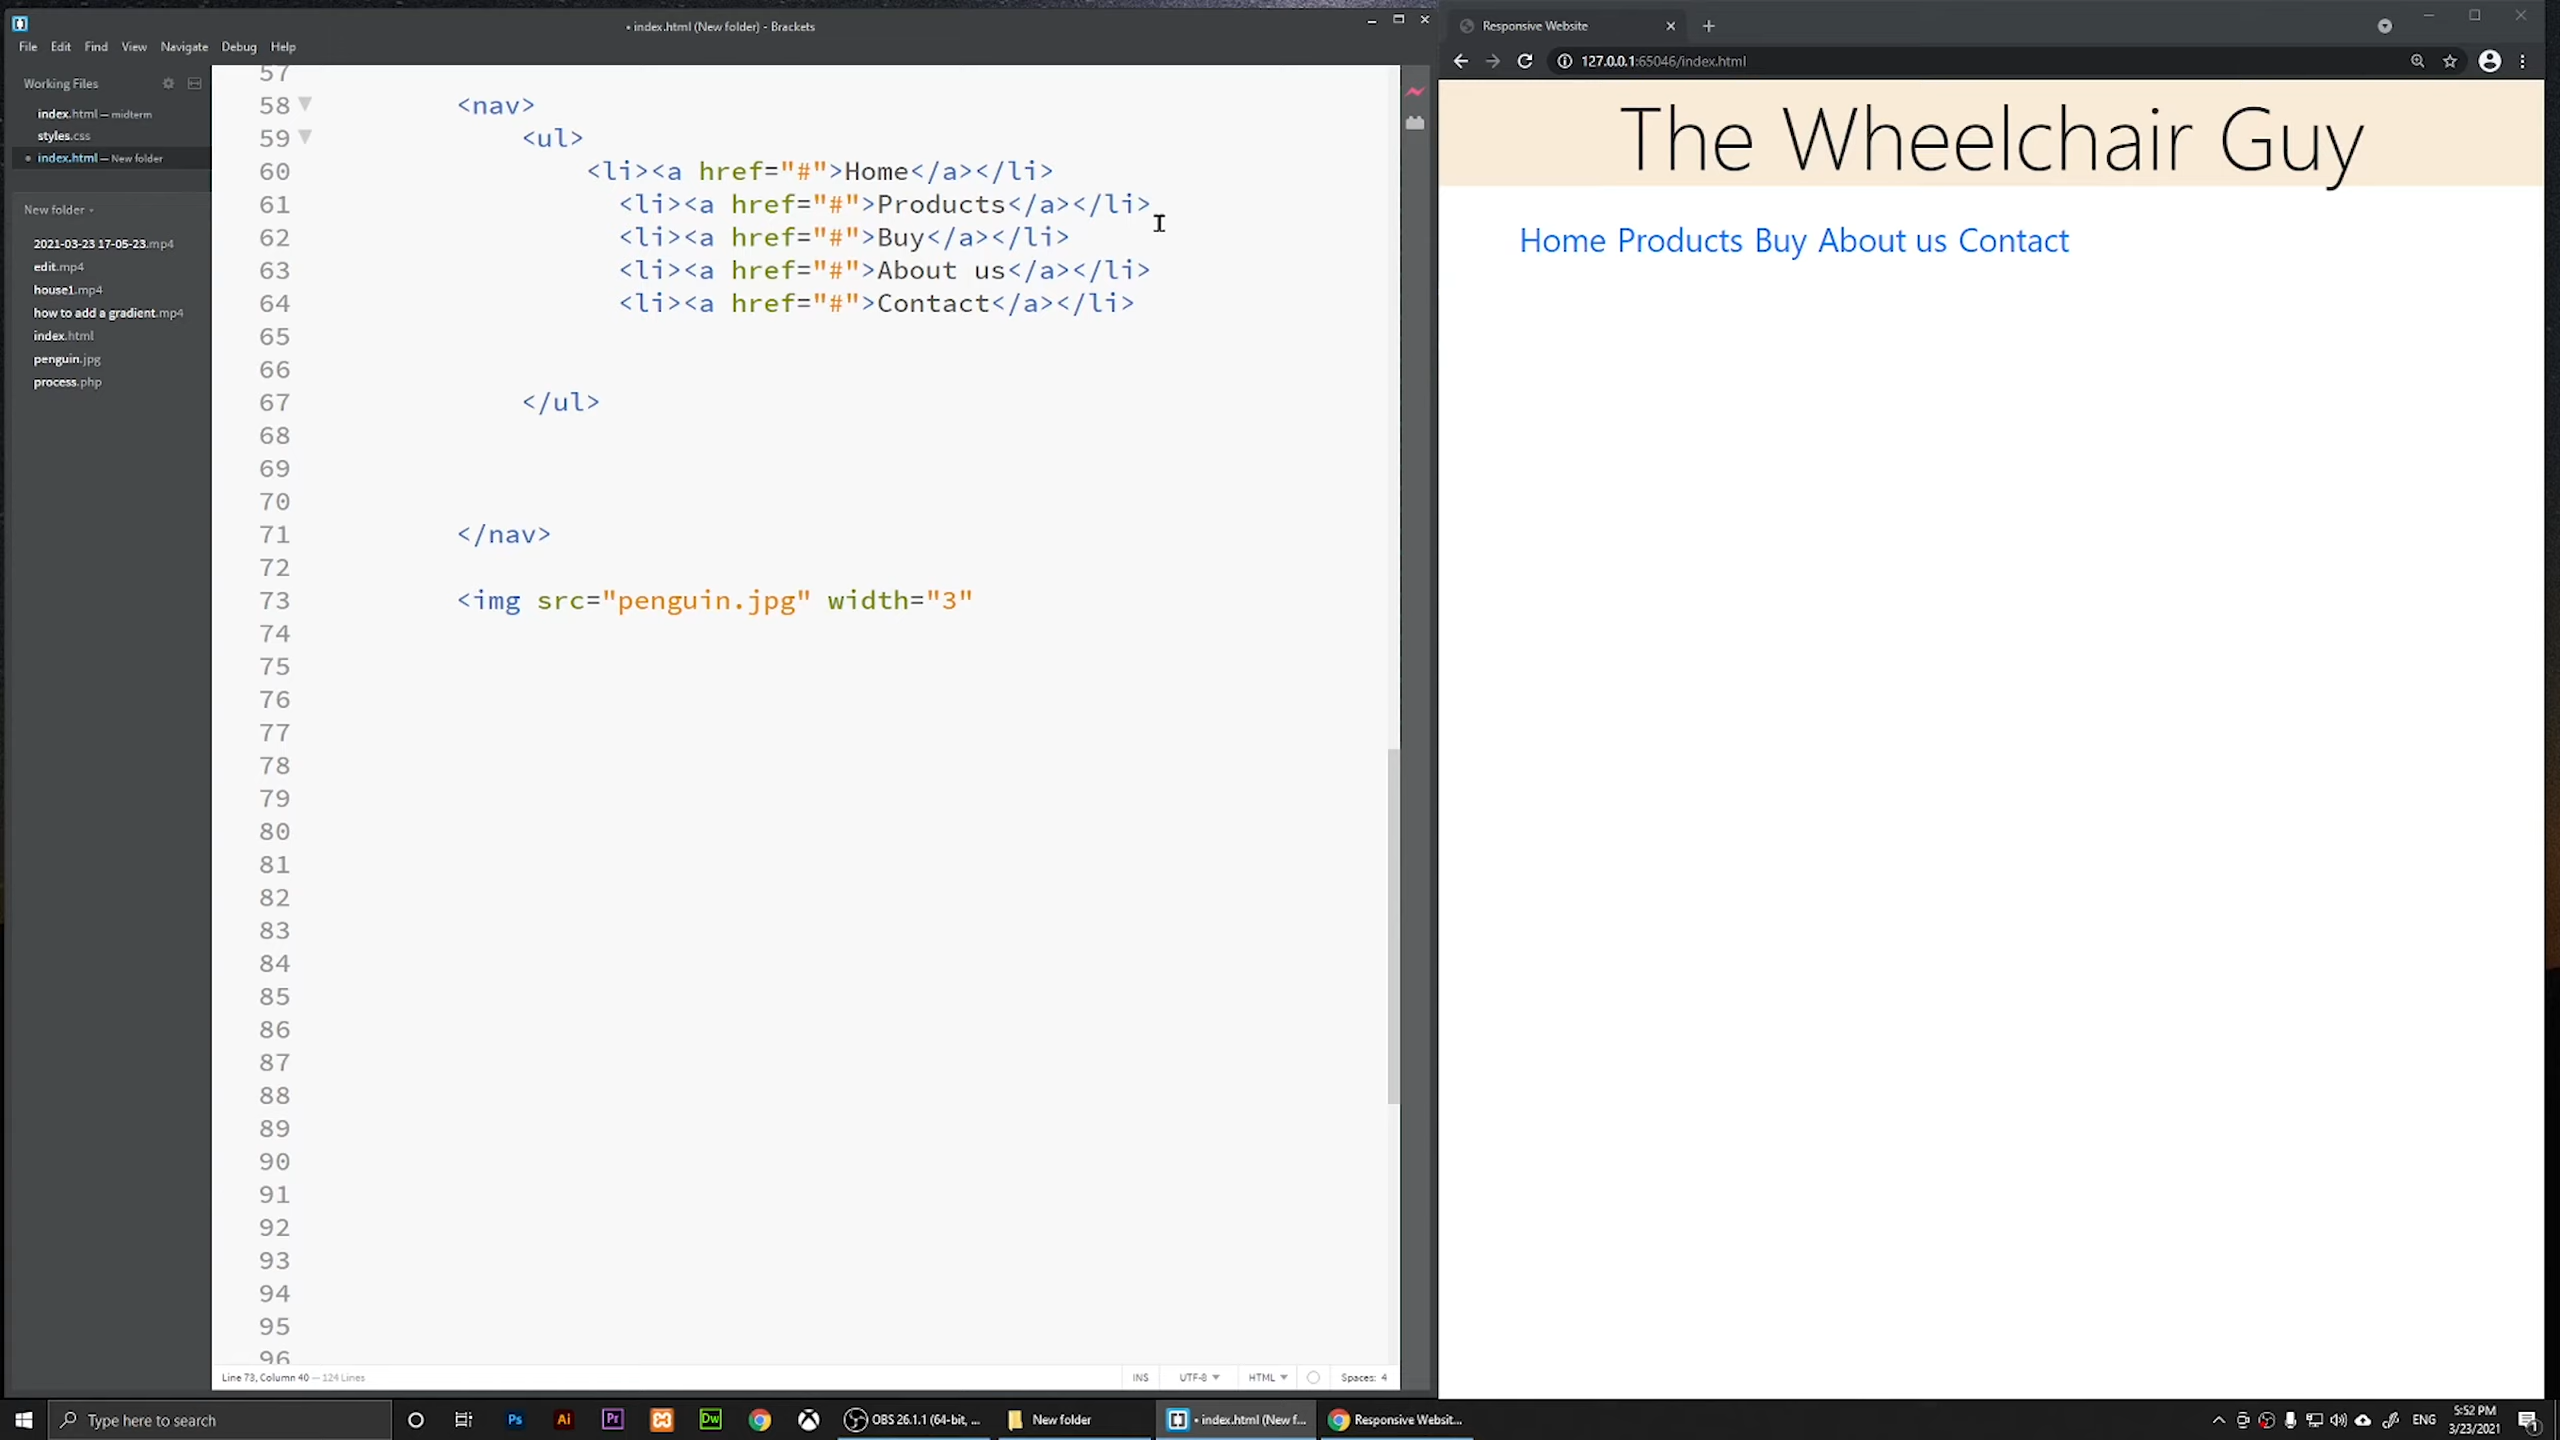 • index.html (New folder) - Brackets
File Edit Find View Navigate Debug Help
Working Files
index.html — midterm
styles.css
• index.html — New folder
New folder
2021-03-23 17-05-23.mp4
edit.mp4
house1.mp4
how to add a gradient.mp4
index.html
penguin.jpg
process.php
57
58 <nav>
59 <ul>
60 <li><a href="#">Home</a></li>
61 <li><a href="#">Products</a></li>
62 <li><a href="#">Buy</a></li>
63 <li><a href="#">About us</a></li>
64 <li><a href="#">Contact</a></li>
65
66
67 </ul>
68
69
70
71 </nav>
72
73 <img src="penguin.jpg" width="3"
74
75
76
77
78
79
80
81
82
83
84
85
86
87
88
89
90
91
92
93
94
95
96
Line 73, Column 40 — 124 Lines
INS UTF-8 HTML Spaces: 4
Responsive Website
127.0.0.1:65046/index.html
The Wheelchair Guy
Home Products Buy About us Contact
Type here to search
Ps Ai Pr Dw
OBS 26.1.1 (64-bit, ...
New folder
• index.html (New f...
Responsive Websit...
ENG
5:52 PM
3/23/2021
1